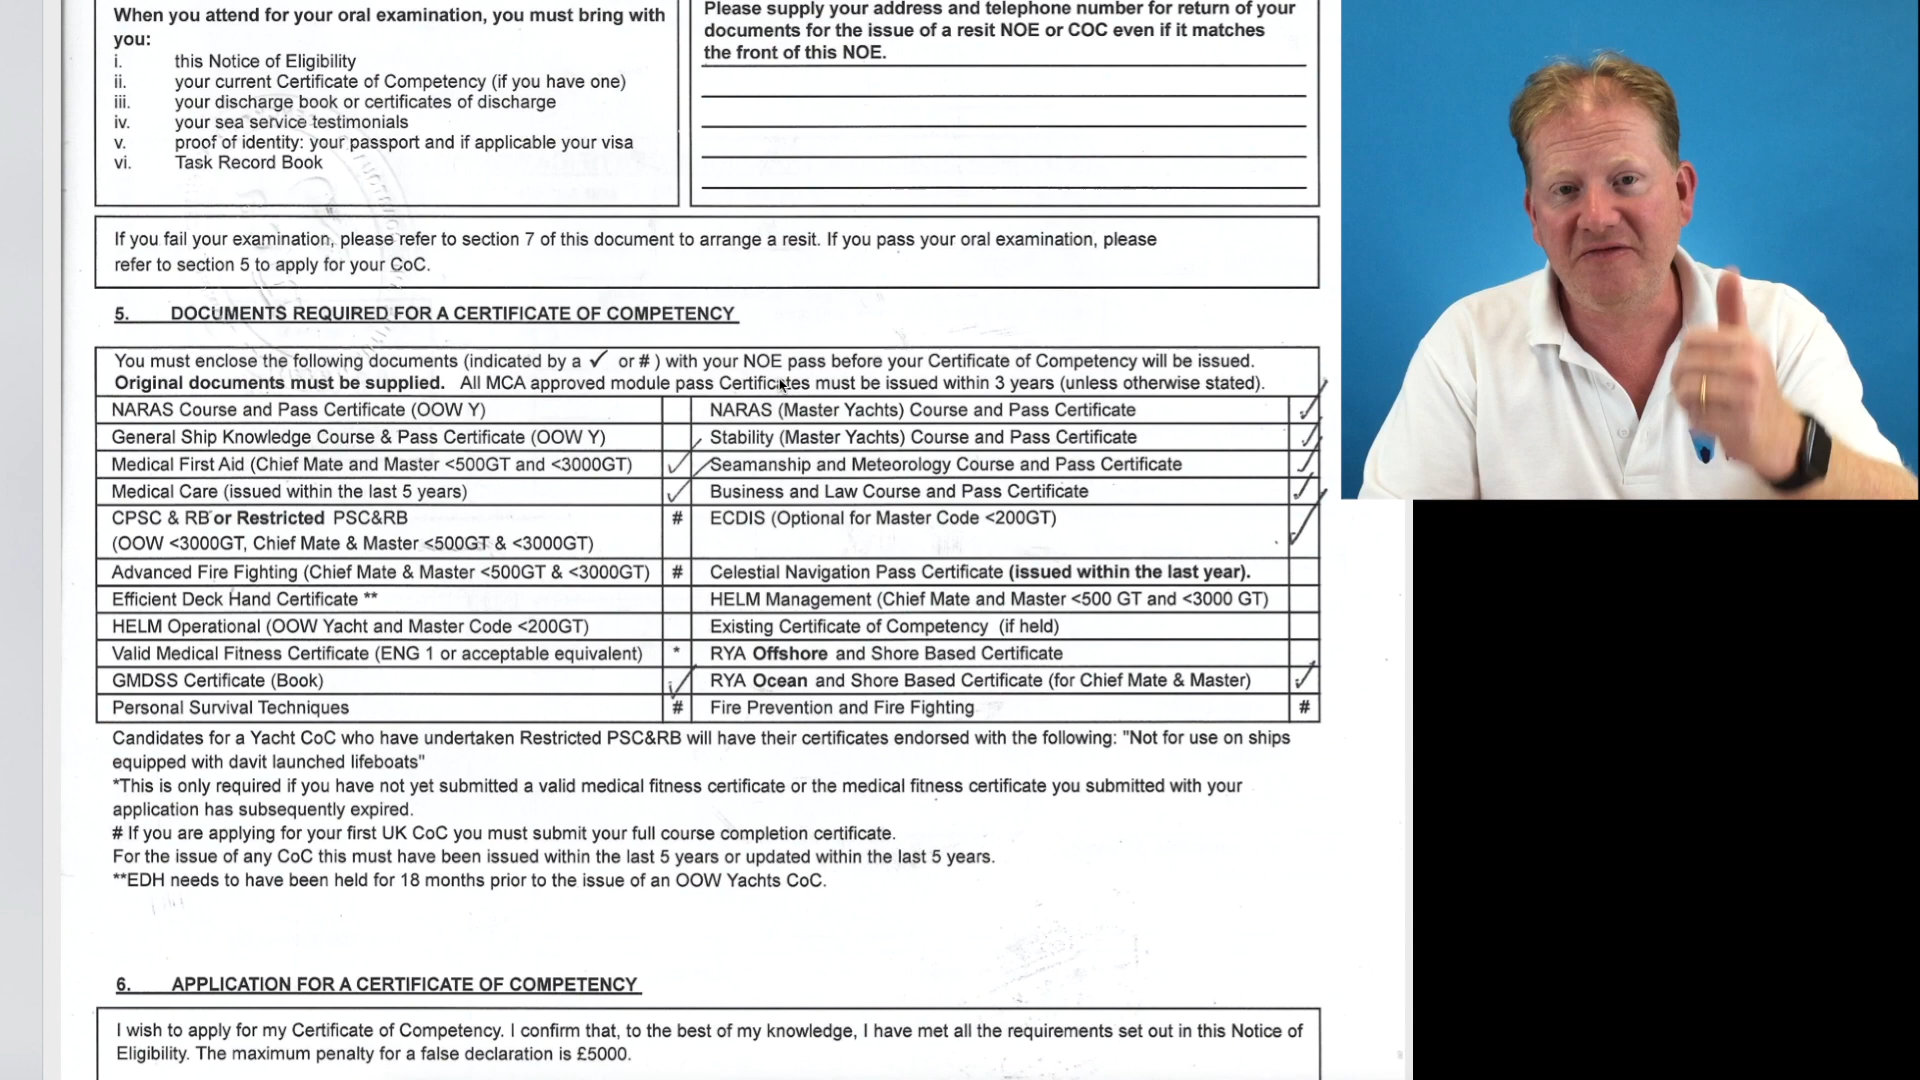 When you attend for your oral examination, you must bring with
you:
i. this Notice of Eligibility
ii. your current Certificate of Competency (if you have one)
iii. your discharge book or certificates of discharge
iv. your sea service testimonials
v. proof of identity: your passport and if applicable your visa
vi. Task Record Book
Please supply your address and telephone number for return of your
documents for the issue of a resit NOE or COC even if it matches
the front of this NOE.
If you fail your examination, please refer to section 7 of this document to arrange a resit. If you pass your oral examination, please
refer to section 5 to apply for your CoC.
5. DOCUMENTS REQUIRED FOR A CERTIFICATE OF COMPETENCY
You must enclose the following documents (indicated by a ✓ or # ) with your NOE pass before your Certificate of Competency will be issued.
Original documents must be supplied. All MCA approved module pass Certificates must be issued within 3 years (unless otherwise stated).
NARAS Course and Pass Certificate (OOW Y) NARAS (Master Yachts) Course and Pass Certificate ✓
General Ship Knowledge Course & Pass Certificate (OOW Y) Stability (Master Yachts) Course and Pass Certificate ✓
Medical First Aid (Chief Mate and Master <500GT and <3000GT) ✓ Seamanship and Meteorology Course and Pass Certificate ✓
Medical Care (issued within the last 5 years) ✓ Business and Law Course and Pass Certificate ✓
CPSC & RB or Restricted PSC&RB # ECDIS (Optional for Master Code <200GT) ✓
(OOW <3000GT, Chief Mate & Master <500GT & <3000GT)
Advanced Fire Fighting (Chief Mate & Master <500GT & <3000GT) # Celestial Navigation Pass Certificate (issued within the last year).
Efficient Deck Hand Certificate ** HELM Management (Chief Mate and Master <500 GT and <3000 GT)
HELM Operational (OOW Yacht and Master Code <200GT) Existing Certificate of Competency (if held)
Valid Medical Fitness Certificate (ENG 1 or acceptable equivalent) * RYA Offshore and Shore Based Certificate
GMDSS Certificate (Book) ✓ RYA Ocean and Shore Based Certificate (for Chief Mate & Master) ✓
Personal Survival Techniques # Fire Prevention and Fire Fighting #
Candidates for a Yacht CoC who have undertaken Restricted PSC&RB will have their certificates endorsed with the following: "Not for use on ships
equipped with davit launched lifeboats"
*This is only required if you have not yet submitted a valid medical fitness certificate or the medical fitness certificate you submitted with your
application has subsequently expired.
# If you are applying for your first UK CoC you must submit your full course completion certificate.
For the issue of any CoC this must have been issued within the last 5 years or updated within the last 5 years.
**EDH needs to have been held for 18 months prior to the issue of an OOW Yachts CoC.
6. APPLICATION FOR A CERTIFICATE OF COMPETENCY
I wish to apply for my Certificate of Competency. I confirm that, to the best of my knowledge, I have met all the requirements set out in this Notice of
Eligibility. The maximum penalty for a false declaration is £5000.